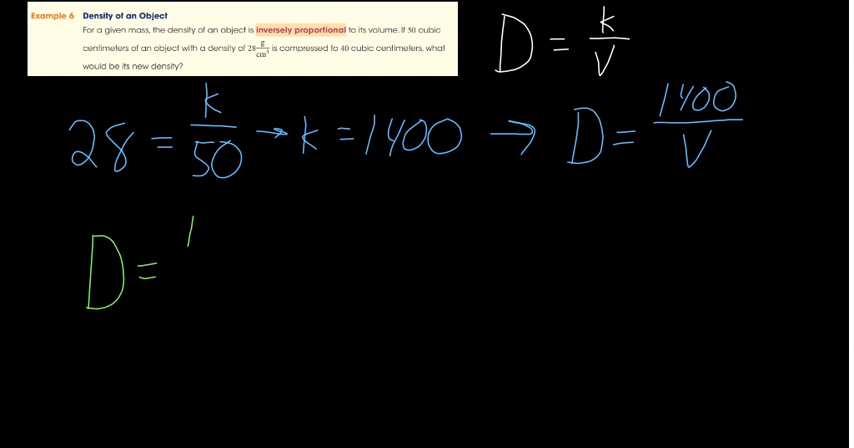 Example 6 Density of an Object
For a given mass, the density of an object is inversely proportional to its volume. If 50 cubic
centimeters of an object with a density of 28 g/cm³ is compressed to 40 cubic centimeters, what
would be its new density?
D = k/V
28 = k/50 → k = 1400 → D = 1400/V
D = 1